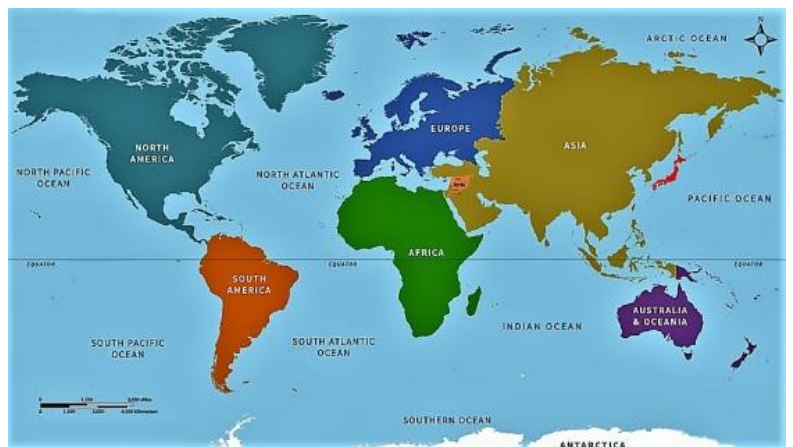 ARCTIC OCEAN
N
EUROPE
NORTH
AMERICA
ASIA
NORTH PACIFIC
OCEAN
NORTH ATLANTIC
OCEAN
PACIFIC OCEAN
AFRICA
EQUATOR
EQUATOR
EQUATOR
SOUTH
AMERICA
AUSTRALIA
& OCEANIA
INDIAN OCEAN
SOUTH PACIFIC
OCEAN
SOUTH ATLANTIC
OCEAN
SOUTHERN OCEAN
ANTARCTICA